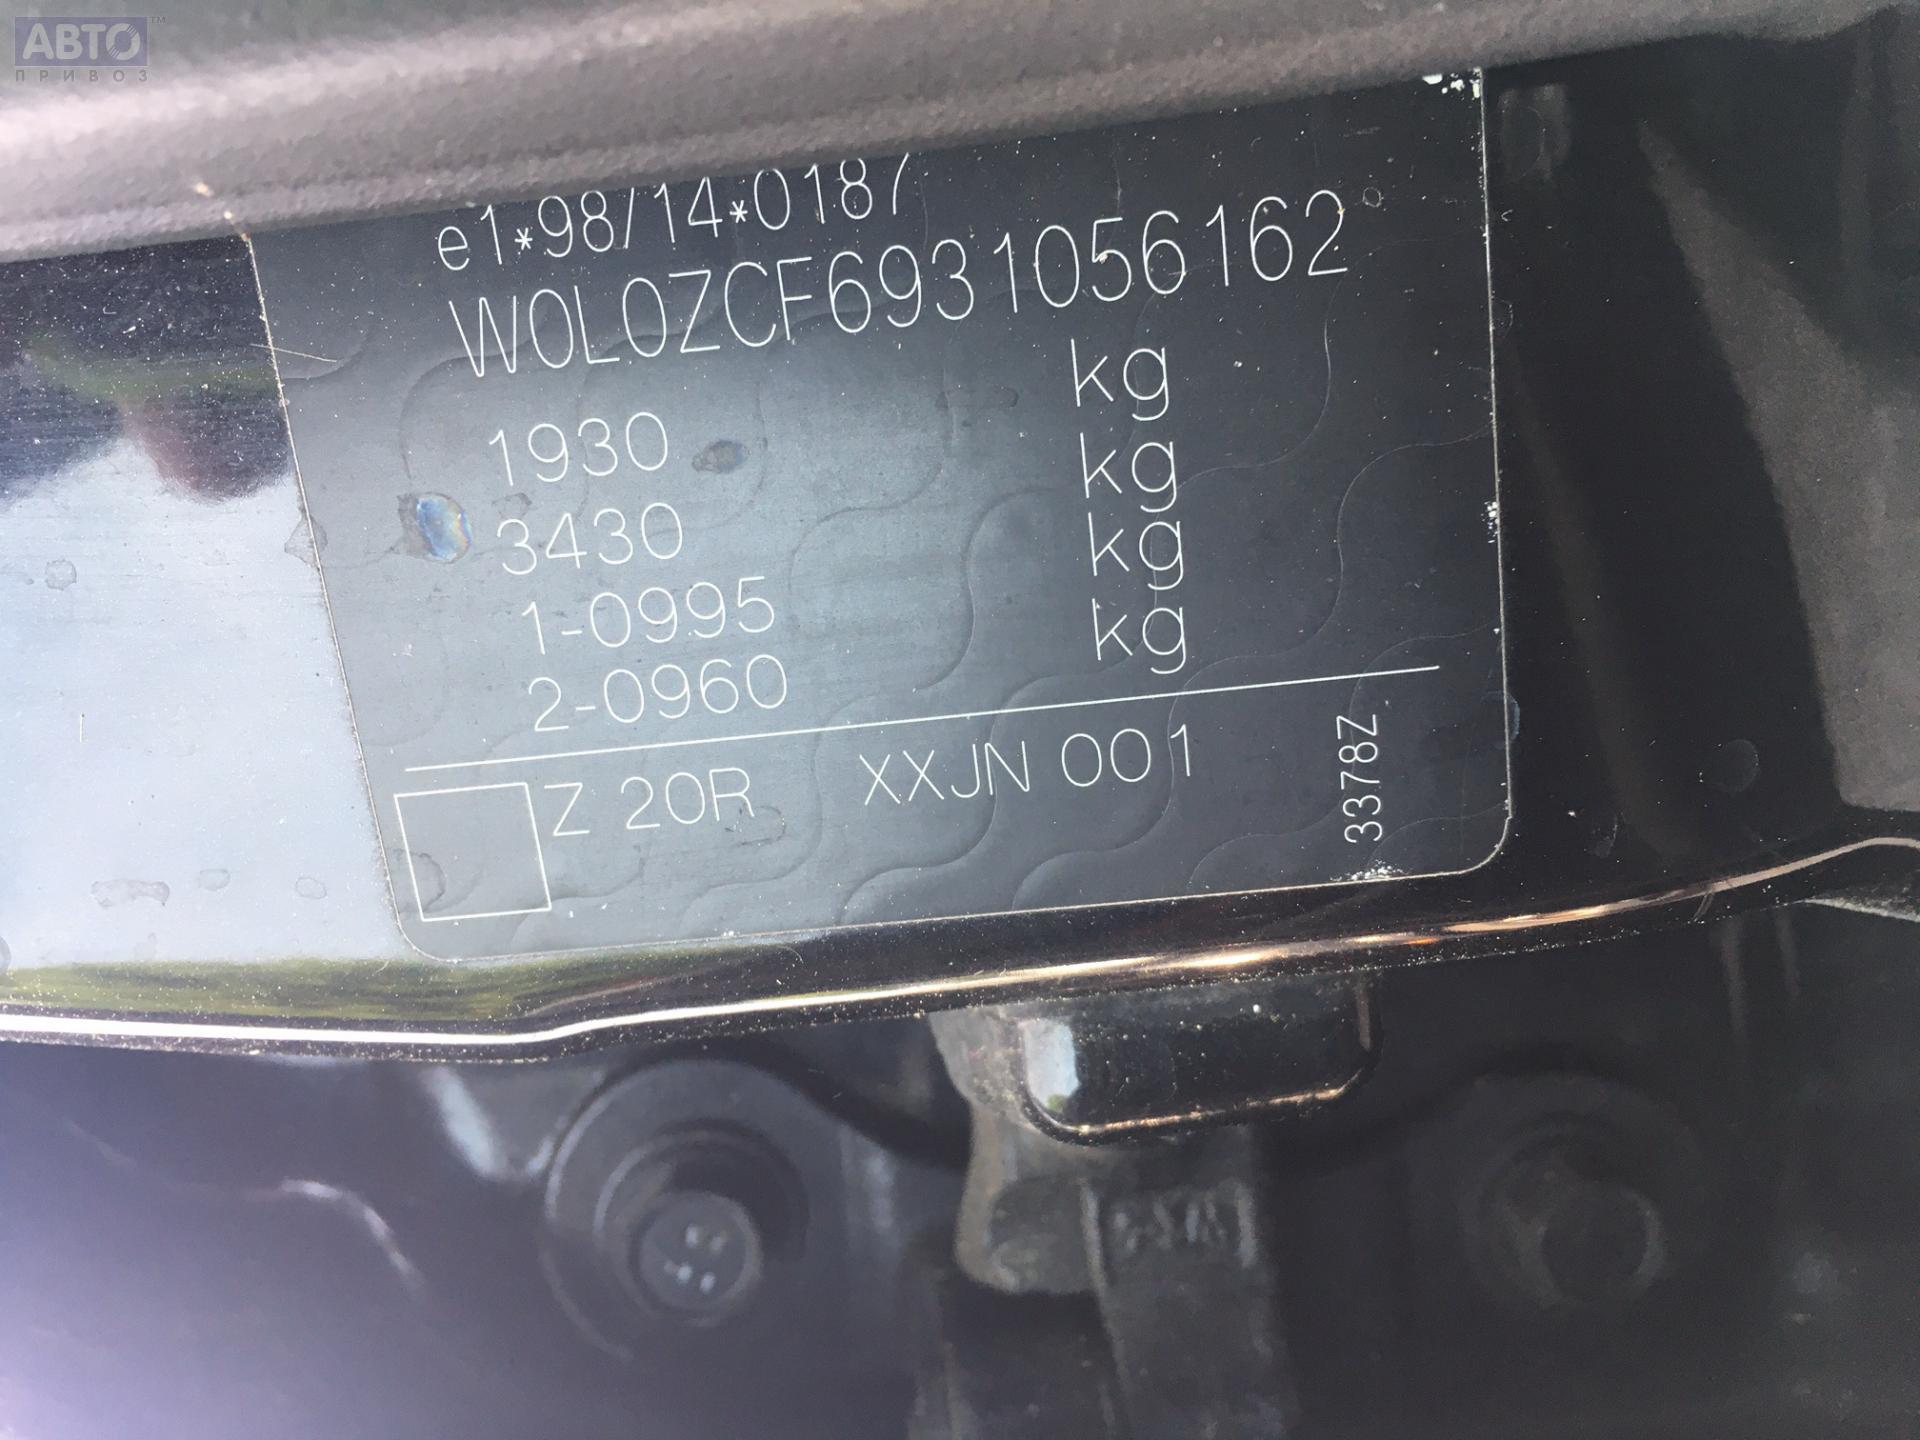 АВТО™
ПРИВОЗ
e1*98/14*0187
W0L0ZCF6931056162
1930 kg
3430 kg
1-0995 kg
2-0960 kg
Z 20R XXJN 001
3378Z